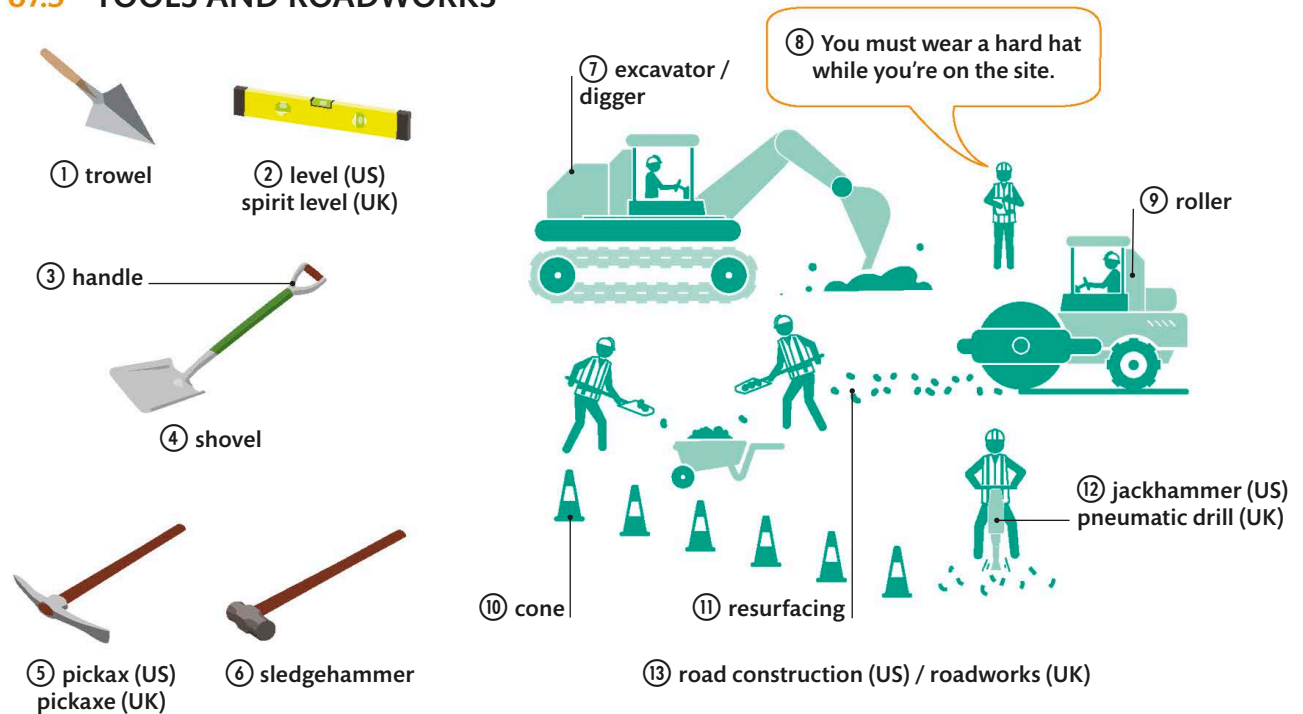 TOOLS AND ROADWORKS
① trowel
② level (US)
spirit level (UK)
③ handle
④ shovel
⑤ pickax (US)
pickaxe (UK)
⑥ sledgehammer
⑦ excavator /
digger
⑧ You must wear a hard hat
while you're on the site.
⑨ roller
⑩ cone
⑪ resurfacing
⑫ jackhammer (US)
pneumatic drill (UK)
⑬ road construction (US) / roadworks (UK)